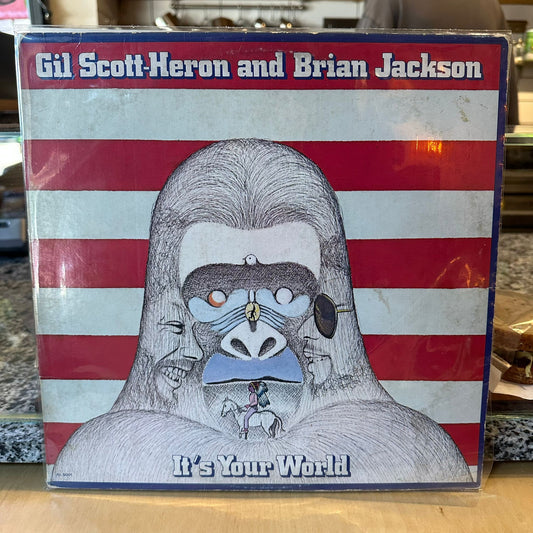 Gil Scott-Heron and Brian Jackson
It's Your World